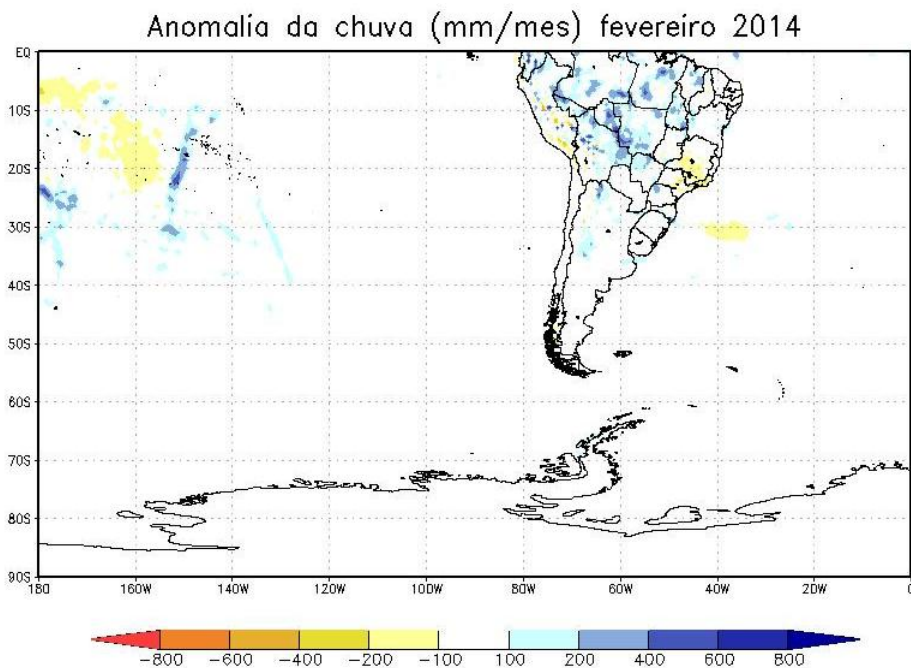 Anomalia da chuva (mm/mes) fevereiro 2014
EQ
10S
20S
30S
40S
50S
60S
70S
80S
90S
180 160W 140W 120W 100W 80W 60W 40W 20W 0
-800 -600 -400 -200 -100 100 200 400 600 800